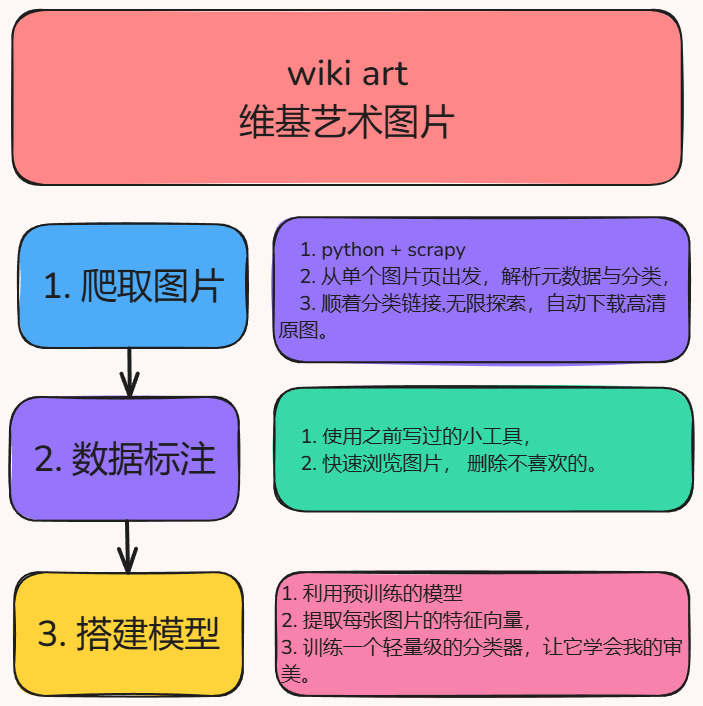 wiki art
维基艺术图片
1. 爬取图片
1. python + scrapy
2. 从单个图片页出发，解析元数据与分类，
3. 顺着分类链接,无限探索，自动下载高清
原图。
2. 数据标注
1. 使用之前写过的小工具，
2. 快速浏览图片， 删除不喜欢的。
3. 搭建模型
1. 利用预训练的模型
2. 提取每张图片的特征向量，
3. 训练一个轻量级的分类器，让它学会我的审
美。